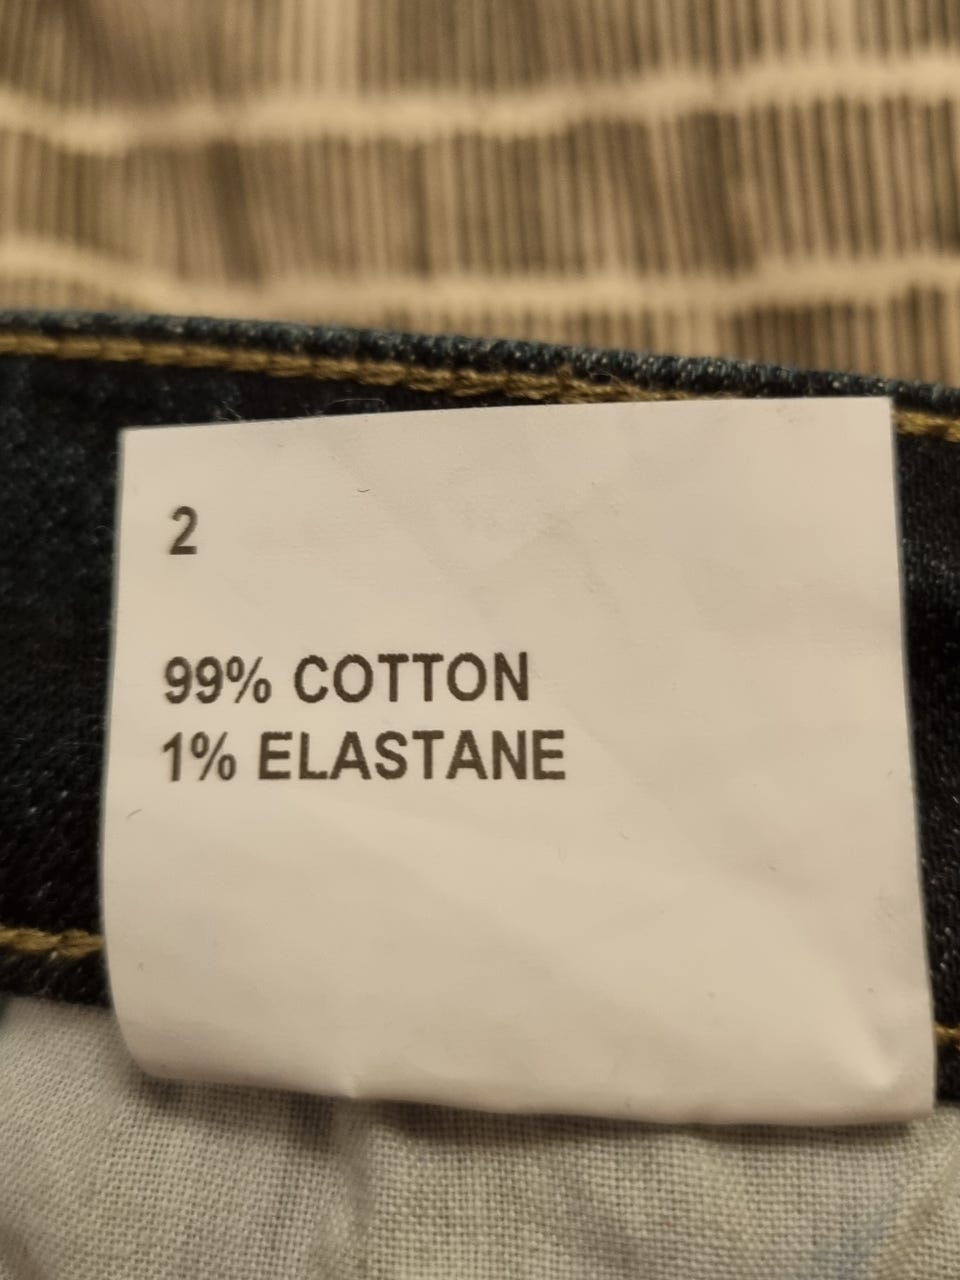 2
99% COTTON
1% ELASTANE